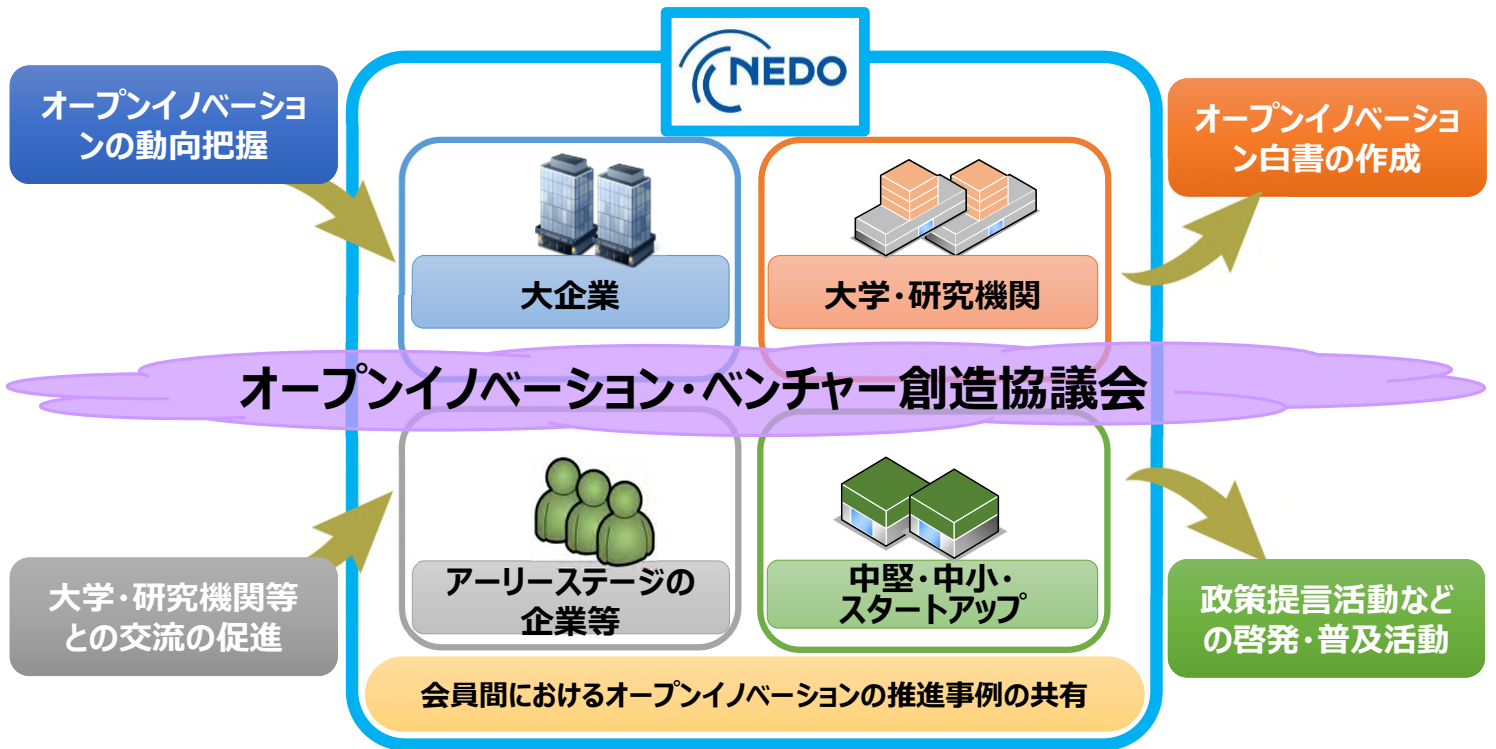 NEDO
オープンイノベーショ
ンの動向把握
オープンイノベーショ
ン白書の作成
大企業
大学・研究機関
オープンイノベーション・ベンチャー創造協議会
アーリーステージの
企業等
中堅・中小・
スタートアップ
大学・研究機関等
との交流の促進
政策提言活動など
の啓発・普及活動
会員間におけるオープンイノベーションの推進事例の共有